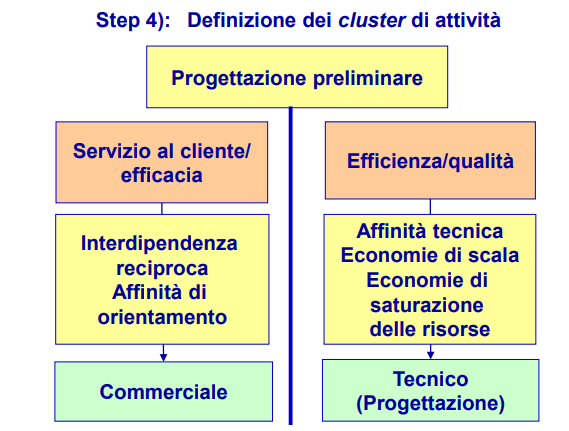 Step 4): Definizione dei cluster di attività
Progettazione preliminare
Servizio al cliente/
efficacia
Efficienza/qualità
Interdipendenza
reciproca
Affinità di
orientamento
Affinità tecnica
Economie di scala
Economie di
saturazione
delle risorse
Commerciale
Tecnico
(Progettazione)